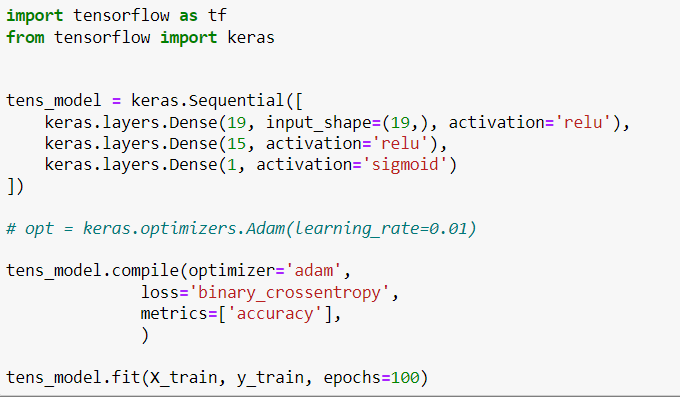 import tensorflow as tf
from tensorflow import keras
tens_model = keras.Sequential([
    keras.layers.Dense(19, input_shape=(19,), activation='relu'),
    keras.layers.Dense(15, activation='relu'),
    keras.layers.Dense(1, activation='sigmoid')
])
# opt = keras.optimizers.Adam(learning_rate=0.01)
tens_model.compile(optimizer='adam',
              loss='binary_crossentropy',
              metrics=['accuracy'],
              )
tens_model.fit(X_train, y_train, epochs=100)